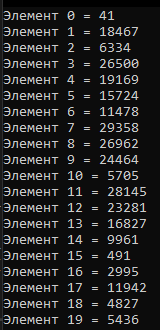 Элемент 0 = 41
Элемент 1 = 18467
Элемент 2 = 6334
Элемент 3 = 26500
Элемент 4 = 19169
Элемент 5 = 15724
Элемент 6 = 11478
Элемент 7 = 29358
Элемент 8 = 26962
Элемент 9 = 24464
Элемент 10 = 5705
Элемент 11 = 28145
Элемент 12 = 23281
Элемент 13 = 16827
Элемент 14 = 9961
Элемент 15 = 491
Элемент 16 = 2995
Элемент 17 = 11942
Элемент 18 = 4827
Элемент 19 = 5436